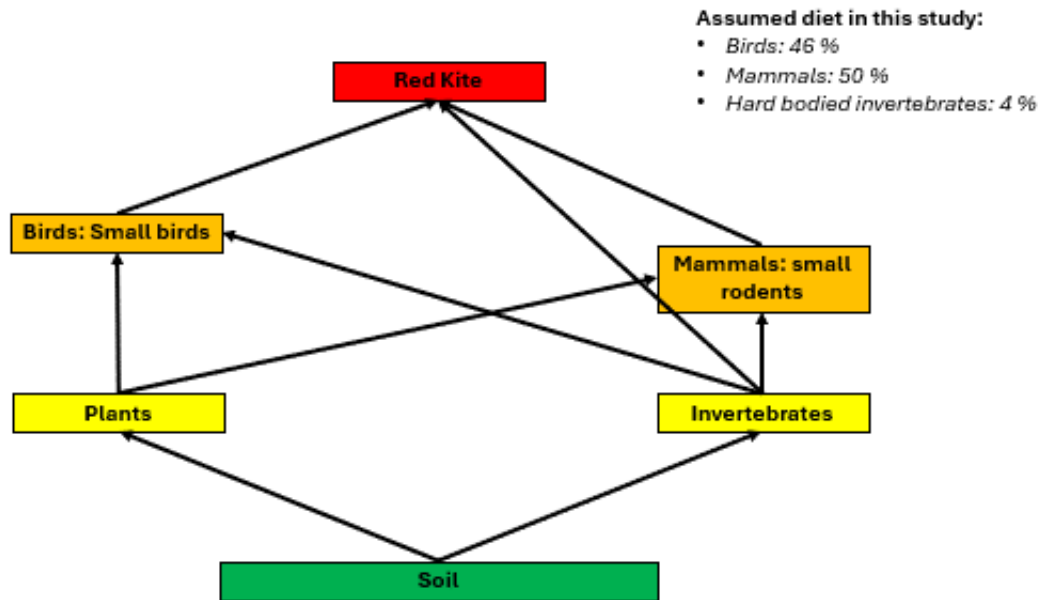 Assumed diet in this study:
• Birds: 46 %
• Mammals: 50 %
• Hard bodied invertebrates: 4 %
Red Kite
Birds: Small birds
Mammals: small
rodents
Plants
Invertebrates
Soil